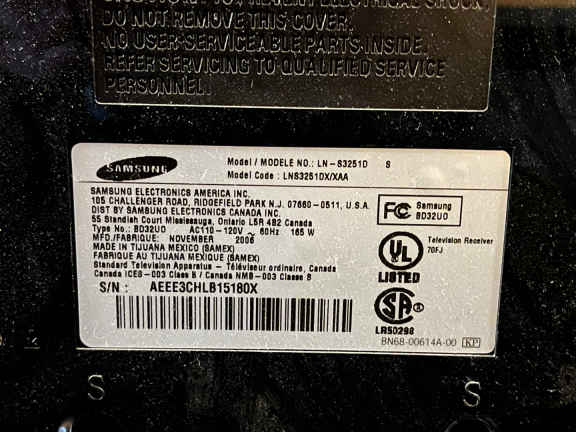 DO NOT REMOVE THIS COVER.
NO USER-SERVICEABLE PARTS INSIDE.
REFER SERVICING TO QUALIFIED SERVICE
PERSONNEL.
SAMSUNG
Model / MODELE NO.: LN-S3251D S
Model Code : LNS3251DX/XAA
SAMSUNG ELECTRONICS AMERICA INC.
105 CHALLENGER ROAD, RIDGEFIELD PARK N.J. 07660-0511, U.S.A.
DIST BY SAMSUNG ELECTRONICS CANADA INC.
55 Standish Court Mississauga, Ontario L5R 4B2 Canada
Type No.: BD32UO AC110-120V ~ 60Hz 165 W
MFD./FABRIQUE: NOVEMBER 2006
MADE IN TIJUANA MEXICO (SAMEX)
FABRIQUE AU TIJUANA MEXIQUE (SAMEX)
Standard Television Apparatus - Téléviseur ordinaire, Canada
Canada ICES-003 Class B / Canada NMB-003 Classe B
S/N : AEEE3CHLB15180X
FC Samsung
BD32UO
UL
LISTED
Television Receiver
70FJ
SA
LR50298
BN68-00614A-00 KP
S
S